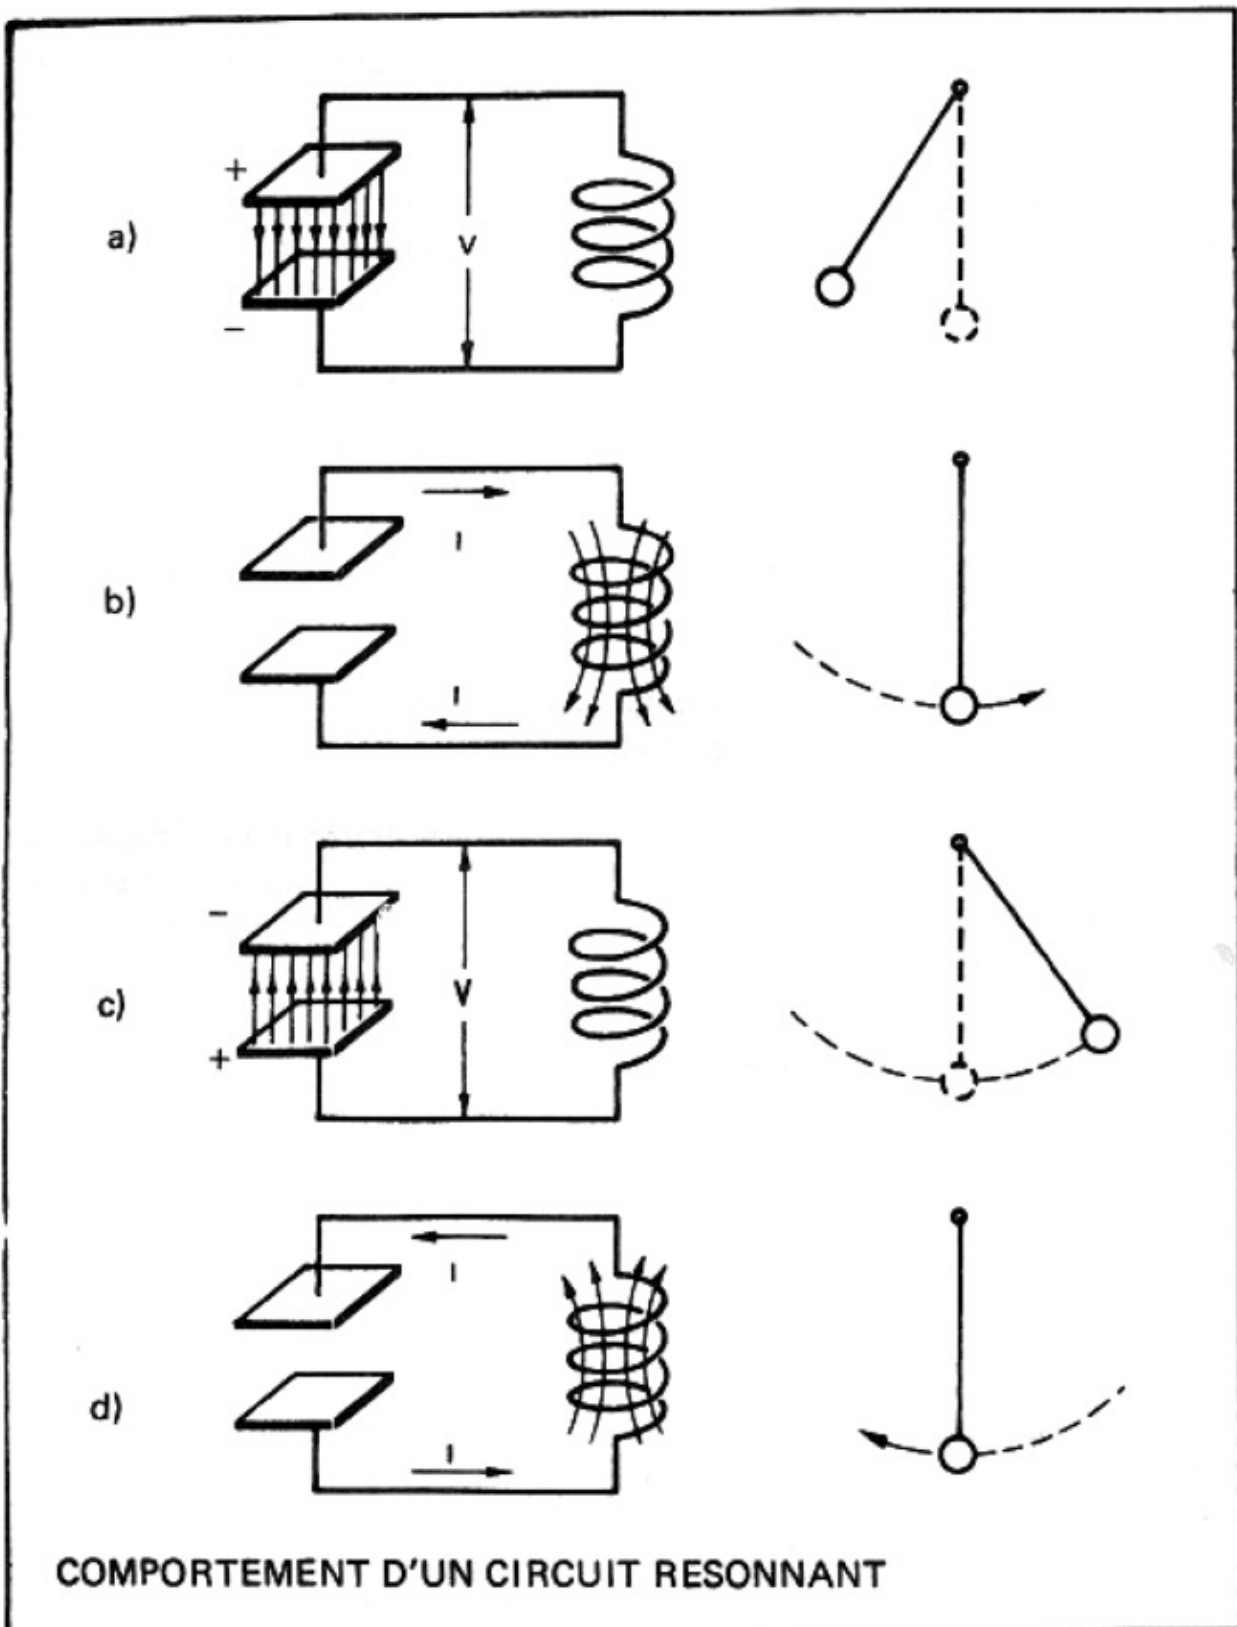 +
a)
V
−
b)
I
I
−
c)
V
+
I
d)
I
COMPORTEMENT D'UN CIRCUIT RESONNANT